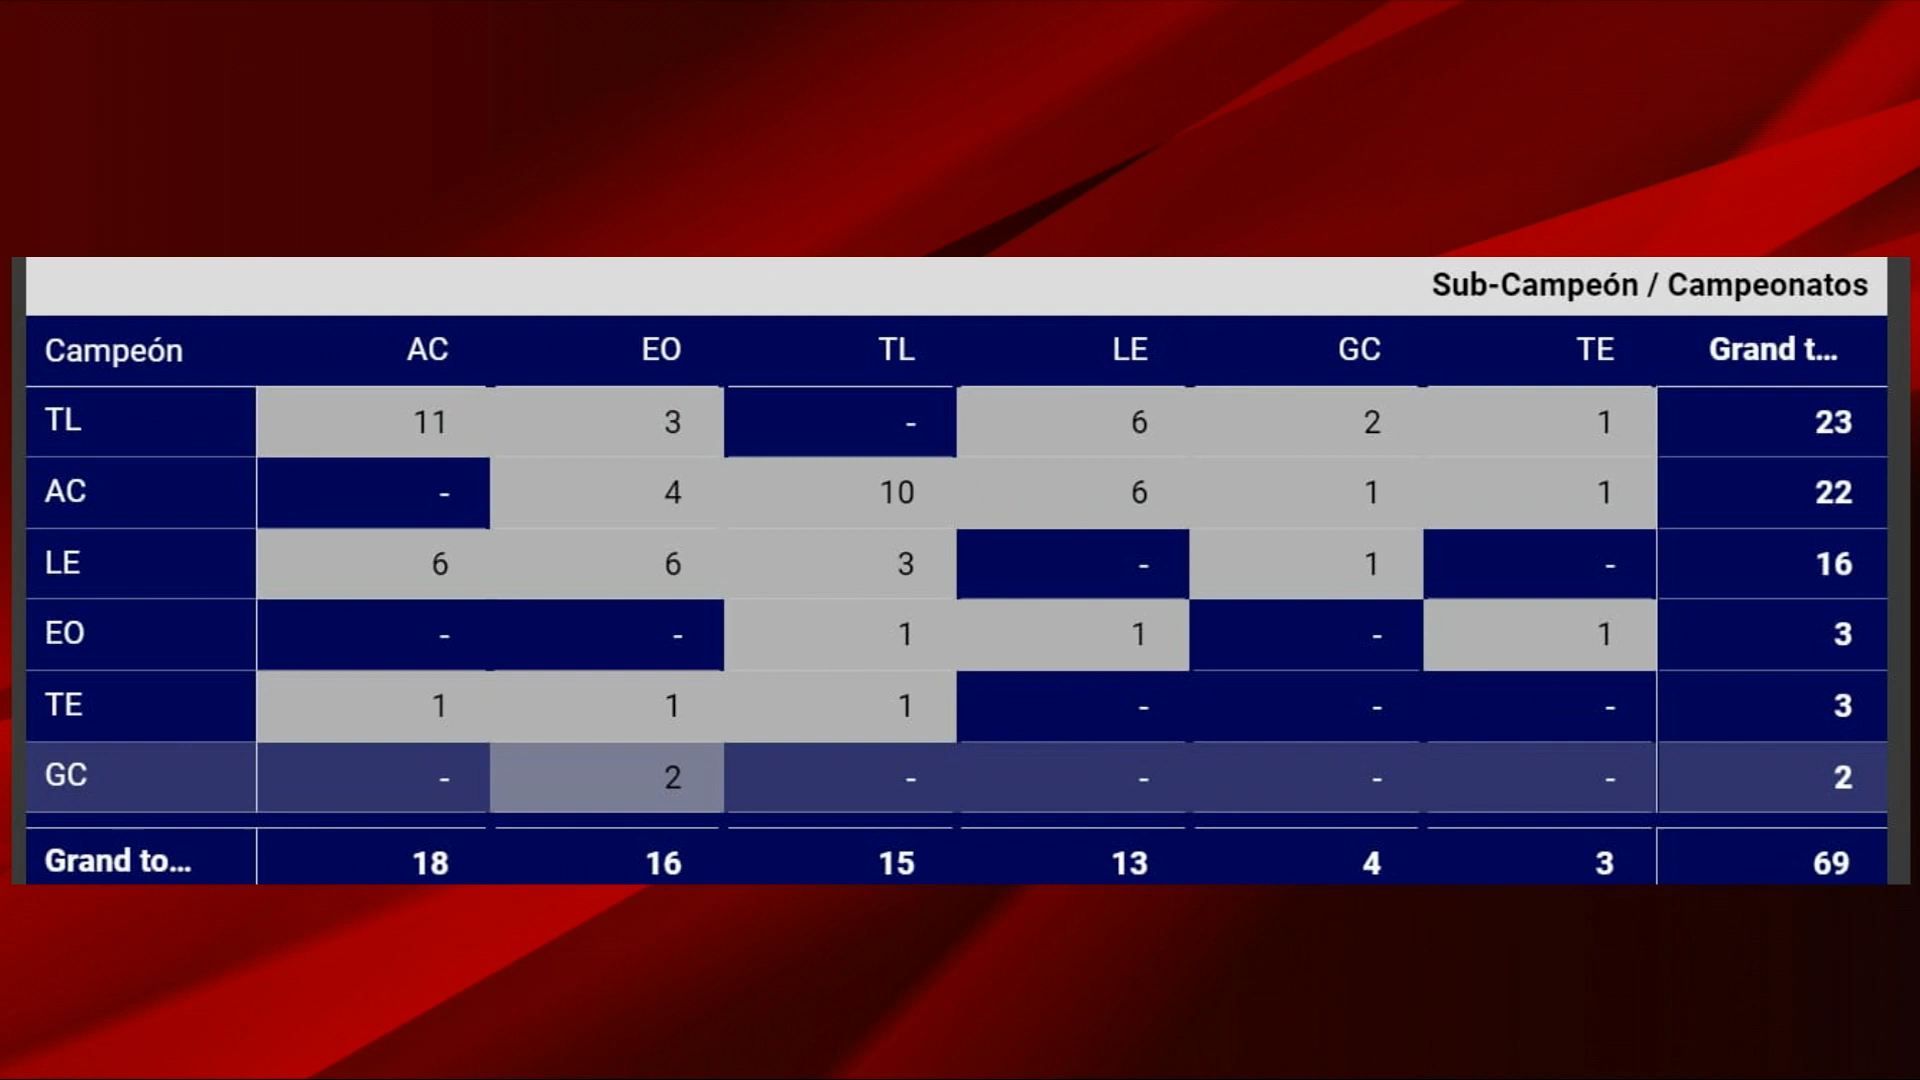 Sub-Campeón / Campeonatos
Campeón AC EO TL LE GC TE Grand t...
TL 11 3 - 6 2 1 23
AC - 4 10 6 1 1 22
LE 6 6 3 - 1 - 16
EO - - 1 1 - 1 3
TE 1 1 1 - - - 3
GC - 2 - - - - 2
Grand to... 18 16 15 13 4 3 69